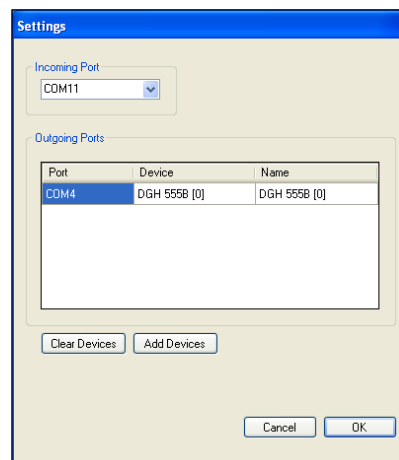 Settings
Incoming Port
COM11
Outgoing Ports
Port Device Name
COM4 DGH 555B [0] DGH 555B [0]
Clear Devices Add Devices
Cancel OK